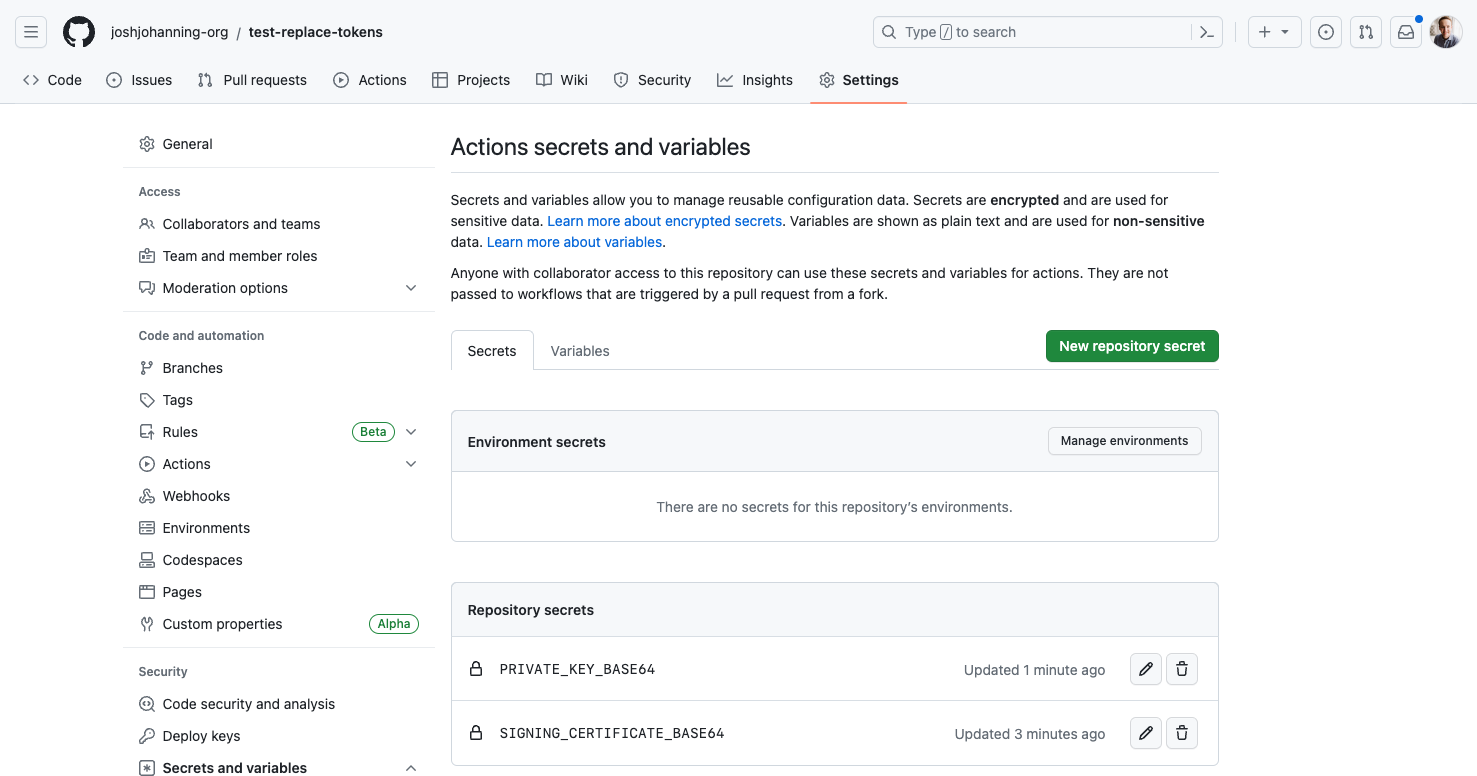 joshjohanning-org / test-replace-tokens
Type / to search
Code
Issues
Pull requests
Actions
Projects
Wiki
Security
Insights
Settings
General
Access
Collaborators and teams
Team and member roles
Moderation options
Code and automation
Branches
Tags
Rules Beta
Actions
Webhooks
Environments
Codespaces
Pages
Custom properties Alpha
Security
Code security and analysis
Deploy keys
Secrets and variables
Actions secrets and variables
Secrets and variables allow you to manage reusable configuration data. Secrets are encrypted and are used for
sensitive data. Learn more about encrypted secrets. Variables are shown as plain text and are used for non-sensitive
data. Learn more about variables.
Anyone with collaborator access to this repository can use these secrets and variables for actions. They are not
passed to workflows that are triggered by a pull request from a fork.
Secrets
Variables
New repository secret
Environment secrets
Manage environments
There are no secrets for this repository’s environments.
Repository secrets
PRIVATE_KEY_BASE64 Updated 1 minute ago
SIGNING_CERTIFICATE_BASE64 Updated 3 minutes ago